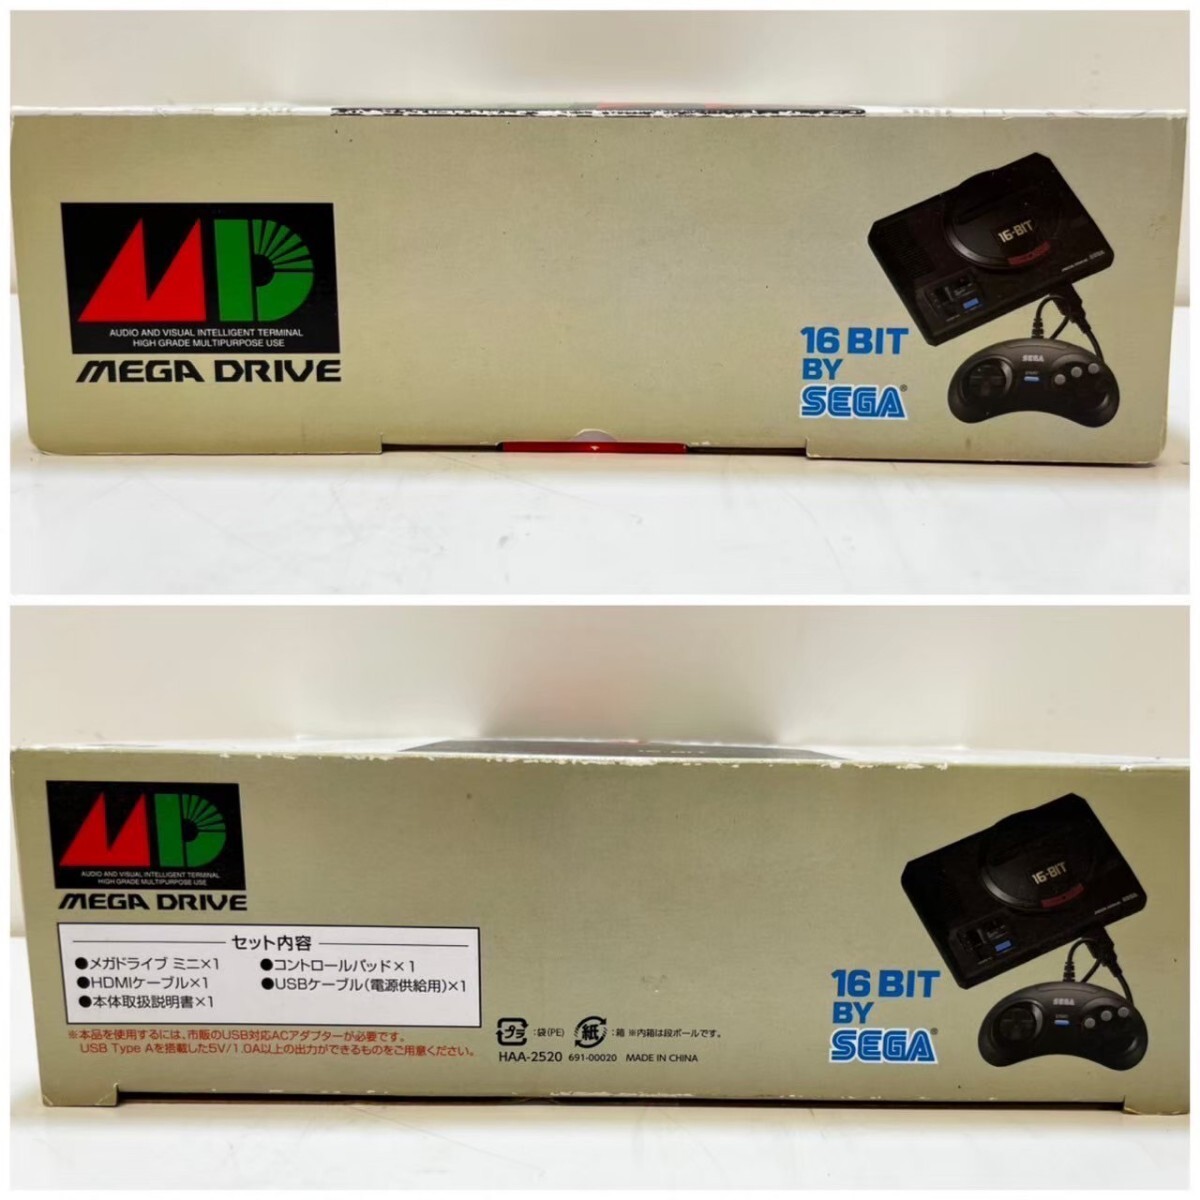 MD
AUDIO AND VISUAL INTELLIGENT TERMINAL
HIGH GRADE MULTIPURPOSE USE
MEGA DRIVE
16-BIT
SEGA
16 BIT
BY
SEGA®
16-BIT
MD
AUDIO AND VISUAL INTELLIGENT TERMINAL
HIGH GRADE MULTIPURPOSE USE
MEGA DRIVE
セット内容
●メガドライブ ミニ×1 ●コントロールパッド×1
●HDMIケーブル×1 ●USBケーブル(電源供給用)×1
●本体取扱説明書×1
※本品を使用するには、市販のUSB対応ACアダプターが必要です。
USB Type Aを搭載した5V/1.0A以上の出力ができるものをご用意ください。
プラ :袋(PE) 紙 :箱 ※内箱は段ボールです。
HAA-2520 691-00020 MADE IN CHINA
16-BIT
SEGA
16 BIT
BY
SEGA®